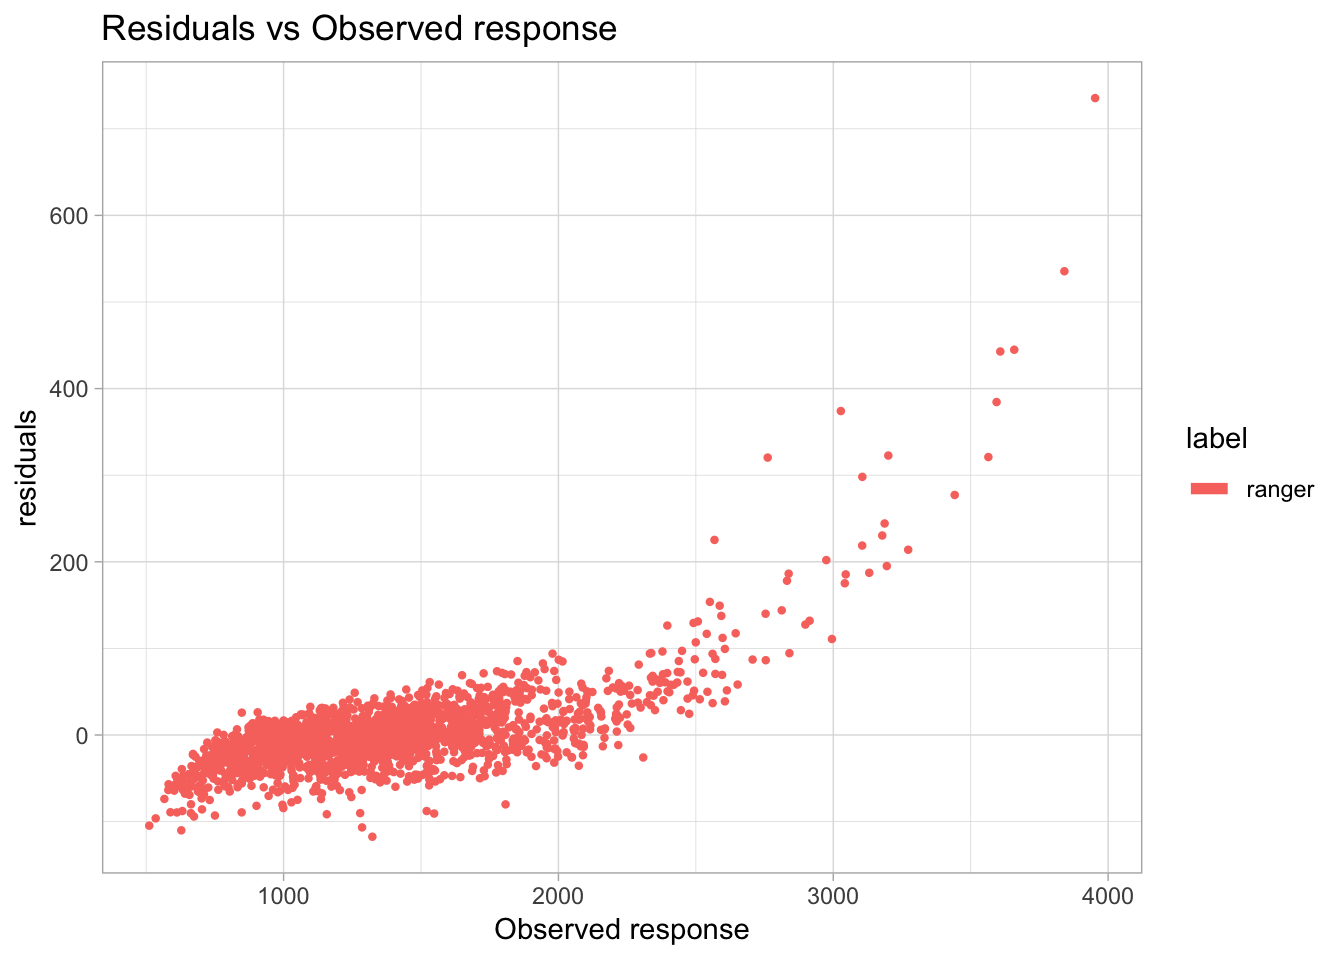 Residuals vs Observed response
residuals
600
400
200
0
1000 2000 3000 4000
Observed response
label
ranger